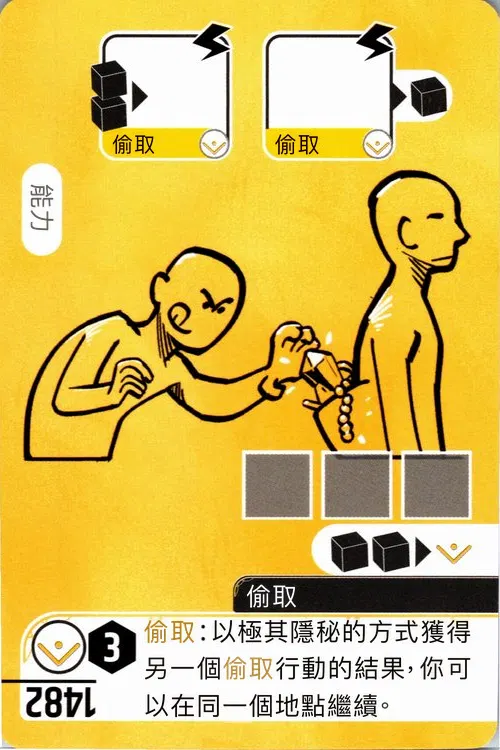 偷取
偷取
能力
偷取
3
偷取：以極其隱秘的方式獲得
另一個偷取行動的結果，你可
以在同一個地點繼續。
1482